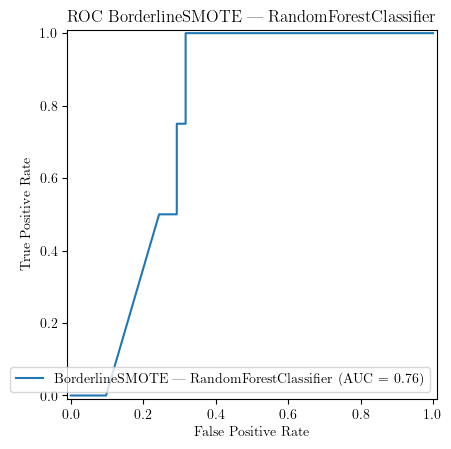 ROC BorderlineSMOTE — RandomForestClassifier
1.0
0.8
0.6
0.4
0.2
0.0
True Positive Rate
BorderlineSMOTE — RandomForestClassifier (AUC = 0.76)
0.0 0.2 0.4 0.6 0.8 1.0
False Positive Rate